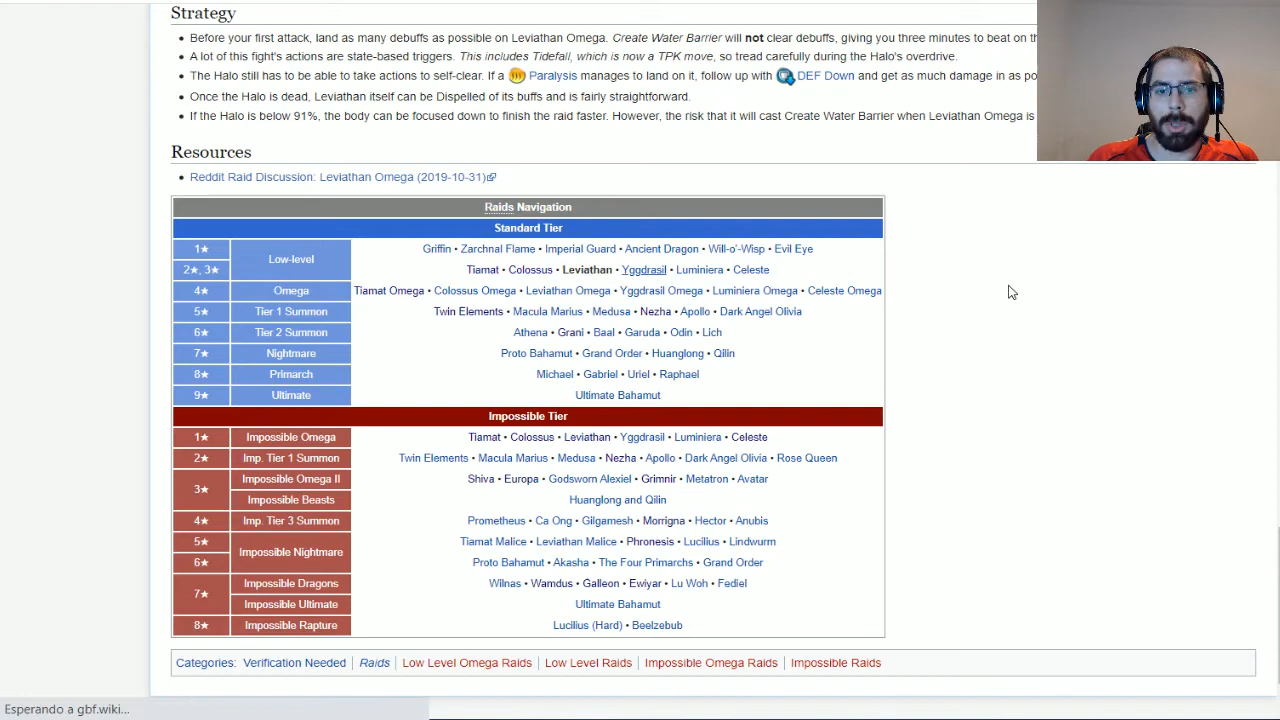 Strategy
• Before your first attack, land as many debuffs as possible on Leviathan Omega. Create Water Barrier will not clear debuffs, giving you three minutes to beat on th
• A lot of this fight's actions are state-based triggers. This includes Tidefall, which is now a TPK move, so tread carefully during the Halo's overdrive.
• The Halo still has to be able to take actions to self-clear. If a Paralysis manages to land on it, follow up with DEF Down and get as much damage in as po
• Once the Halo is dead, Leviathan itself can be Dispelled of its buffs and is fairly straightforward.
• If the Halo is below 91%, the body can be focused down to finish the raid faster. However, the risk that it will cast Create Water Barrier when Leviathan Omega is
Resources
• Reddit Raid Discussion: Leviathan Omega (2019-10-31)
Raids Navigation
Standard Tier
1★ Low-level Griffin • Zarchnal Flame • Imperial Guard • Ancient Dragon • Will-o'-Wisp • Evil Eye
2★, 3★ Tiamat • Colossus • Leviathan • Yggdrasil • Luminiera • Celeste
4★ Omega Tiamat Omega • Colossus Omega • Leviathan Omega • Yggdrasil Omega • Luminiera Omega • Celeste Omega
5★ Tier 1 Summon Twin Elements • Macula Marius • Medusa • Nezha • Apollo • Dark Angel Olivia
6★ Tier 2 Summon Athena • Grani • Baal • Garuda • Odin • Lich
7★ Nightmare Proto Bahamut • Grand Order • Huanglong • Qilin
8★ Primarch Michael • Gabriel • Uriel • Raphael
9★ Ultimate Ultimate Bahamut
Impossible Tier
1★ Impossible Omega Tiamat • Colossus • Leviathan • Yggdrasil • Luminiera • Celeste
2★ Imp. Tier 1 Summon Twin Elements • Macula Marius • Medusa • Nezha • Apollo • Dark Angel Olivia • Rose Queen
3★ Impossible Omega II Shiva • Europa • Godsworn Alexiel • Grimnir • Metatron • Avatar
Impossible Beasts Huanglong and Qilin
4★ Imp. Tier 3 Summon Prometheus • Ca Ong • Gilgamesh • Morrigna • Hector • Anubis
5★ Impossible Nightmare Tiamat Malice • Leviathan Malice • Phronesis • Lucilius • Lindwurm
6★ Proto Bahamut • Akasha • The Four Primarchs • Grand Order
7★ Impossible Dragons Wilnas • Wamdus • Galleon • Ewiyar • Lu Woh • Fediel
Impossible Ultimate Ultimate Bahamut
8★ Impossible Rapture Lucilius (Hard) • Beelzebub
Categories: Verification Needed Raids Low Level Omega Raids Low Level Raids Impossible Omega Raids Impossible Raids
Esperando a gbf.wiki...